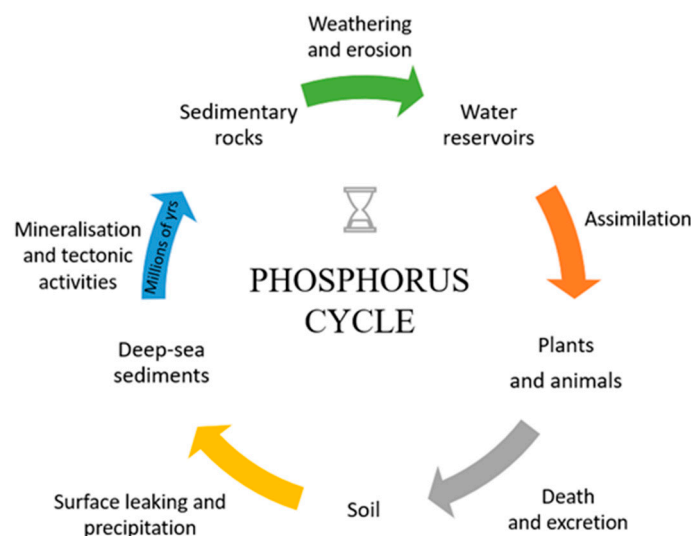 Weathering
and erosion
Sedimentary
rocks
Water
reservoirs
Assimilation
Mineralisation
and tectonic
activities
Millions of yrs
PHOSPHORUS
CYCLE
Deep-sea
sediments
Plants
and animals
Surface leaking and
precipitation
Soil
Death
and excretion